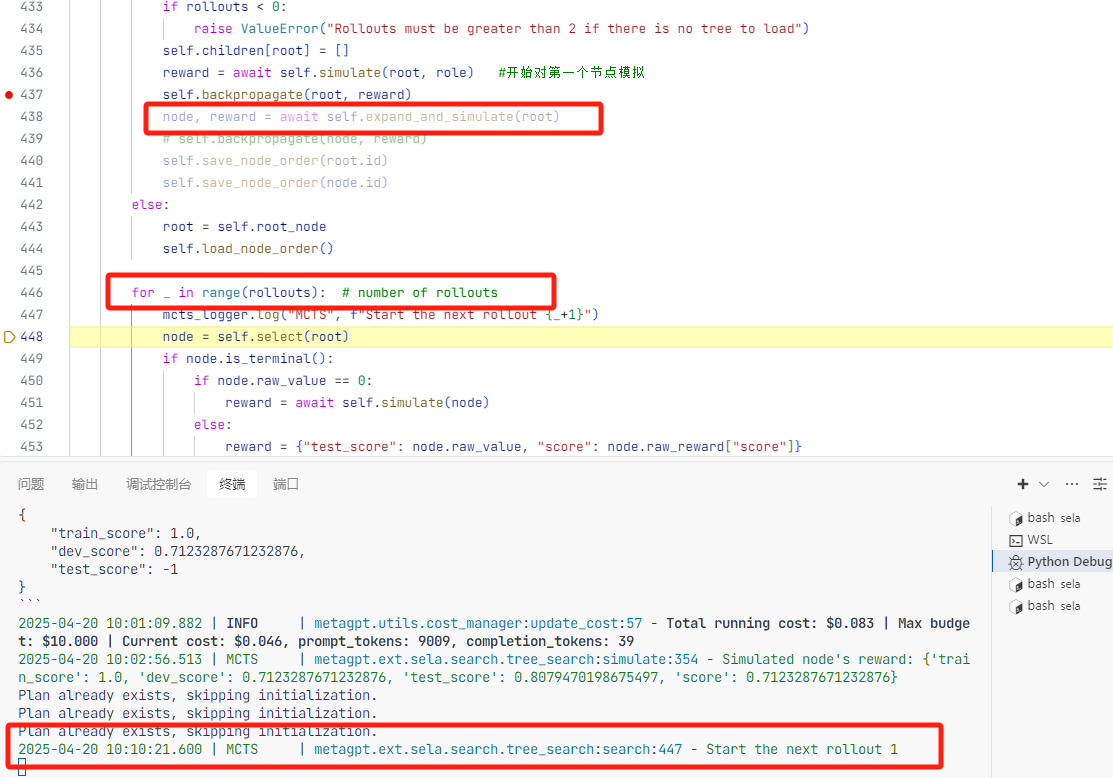 433 if rollouts < 0:
434 raise ValueError("Rollouts must be greater than 2 if there is no tree to load")
435 self.children[root] = []
436 reward = await self.simulate(root, role) #开始对第一个节点模拟
437 self.backpropagate(root, reward)
438 node, reward = await self.expand_and_simulate(root)
439 # self.backpropagate(node, reward)
440 self.save_node_order(root.id)
441 self.save_node_order(node.id)
442 else:
443 root = self.root_node
444 self.load_node_order()
445
446 for _ in range(rollouts): # number of rollouts
447 mcts_logger.log("MCTS", f"Start the next rollout {_+1}")
448 node = self.select(root)
449 if node.is_terminal():
450 if node.raw_value == 0:
451 reward = await self.simulate(node)
452 else:
453 reward = {"test_score": node.raw_value, "score": node.raw_reward["score"]}
问题 输出 调试控制台 终端 端口
{
"train_score": 1.0,
"dev_score": 0.7123287671232876,
"test_score": -1
}
```
2025-04-20 10:01:09.882 | INFO | metagpt.utils.cost_manager:update_cost:57 - Total running cost: $0.083 | Max budge
t: $10.000 | Current cost: $0.046, prompt_tokens: 9009, completion_tokens: 39
2025-04-20 10:02:56.513 | MCTS | metagpt.ext.sela.search.tree_search:simulate:354 - Simulated node's reward: {'trai
n_score': 1.0, 'dev_score': 0.7123287671232876, 'test_score': 0.8079470198675497, 'score': 0.7123287671232876}
Plan already exists, skipping initialization.
Plan already exists, skipping initialization.
Plan already exists, skipping initialization.
2025-04-20 10:10:21.600 | MCTS | metagpt.ext.sela.search.tree_search:search:447 - Start the next rollout 1
bash sela
WSL
Python Debug
bash sela
bash sela